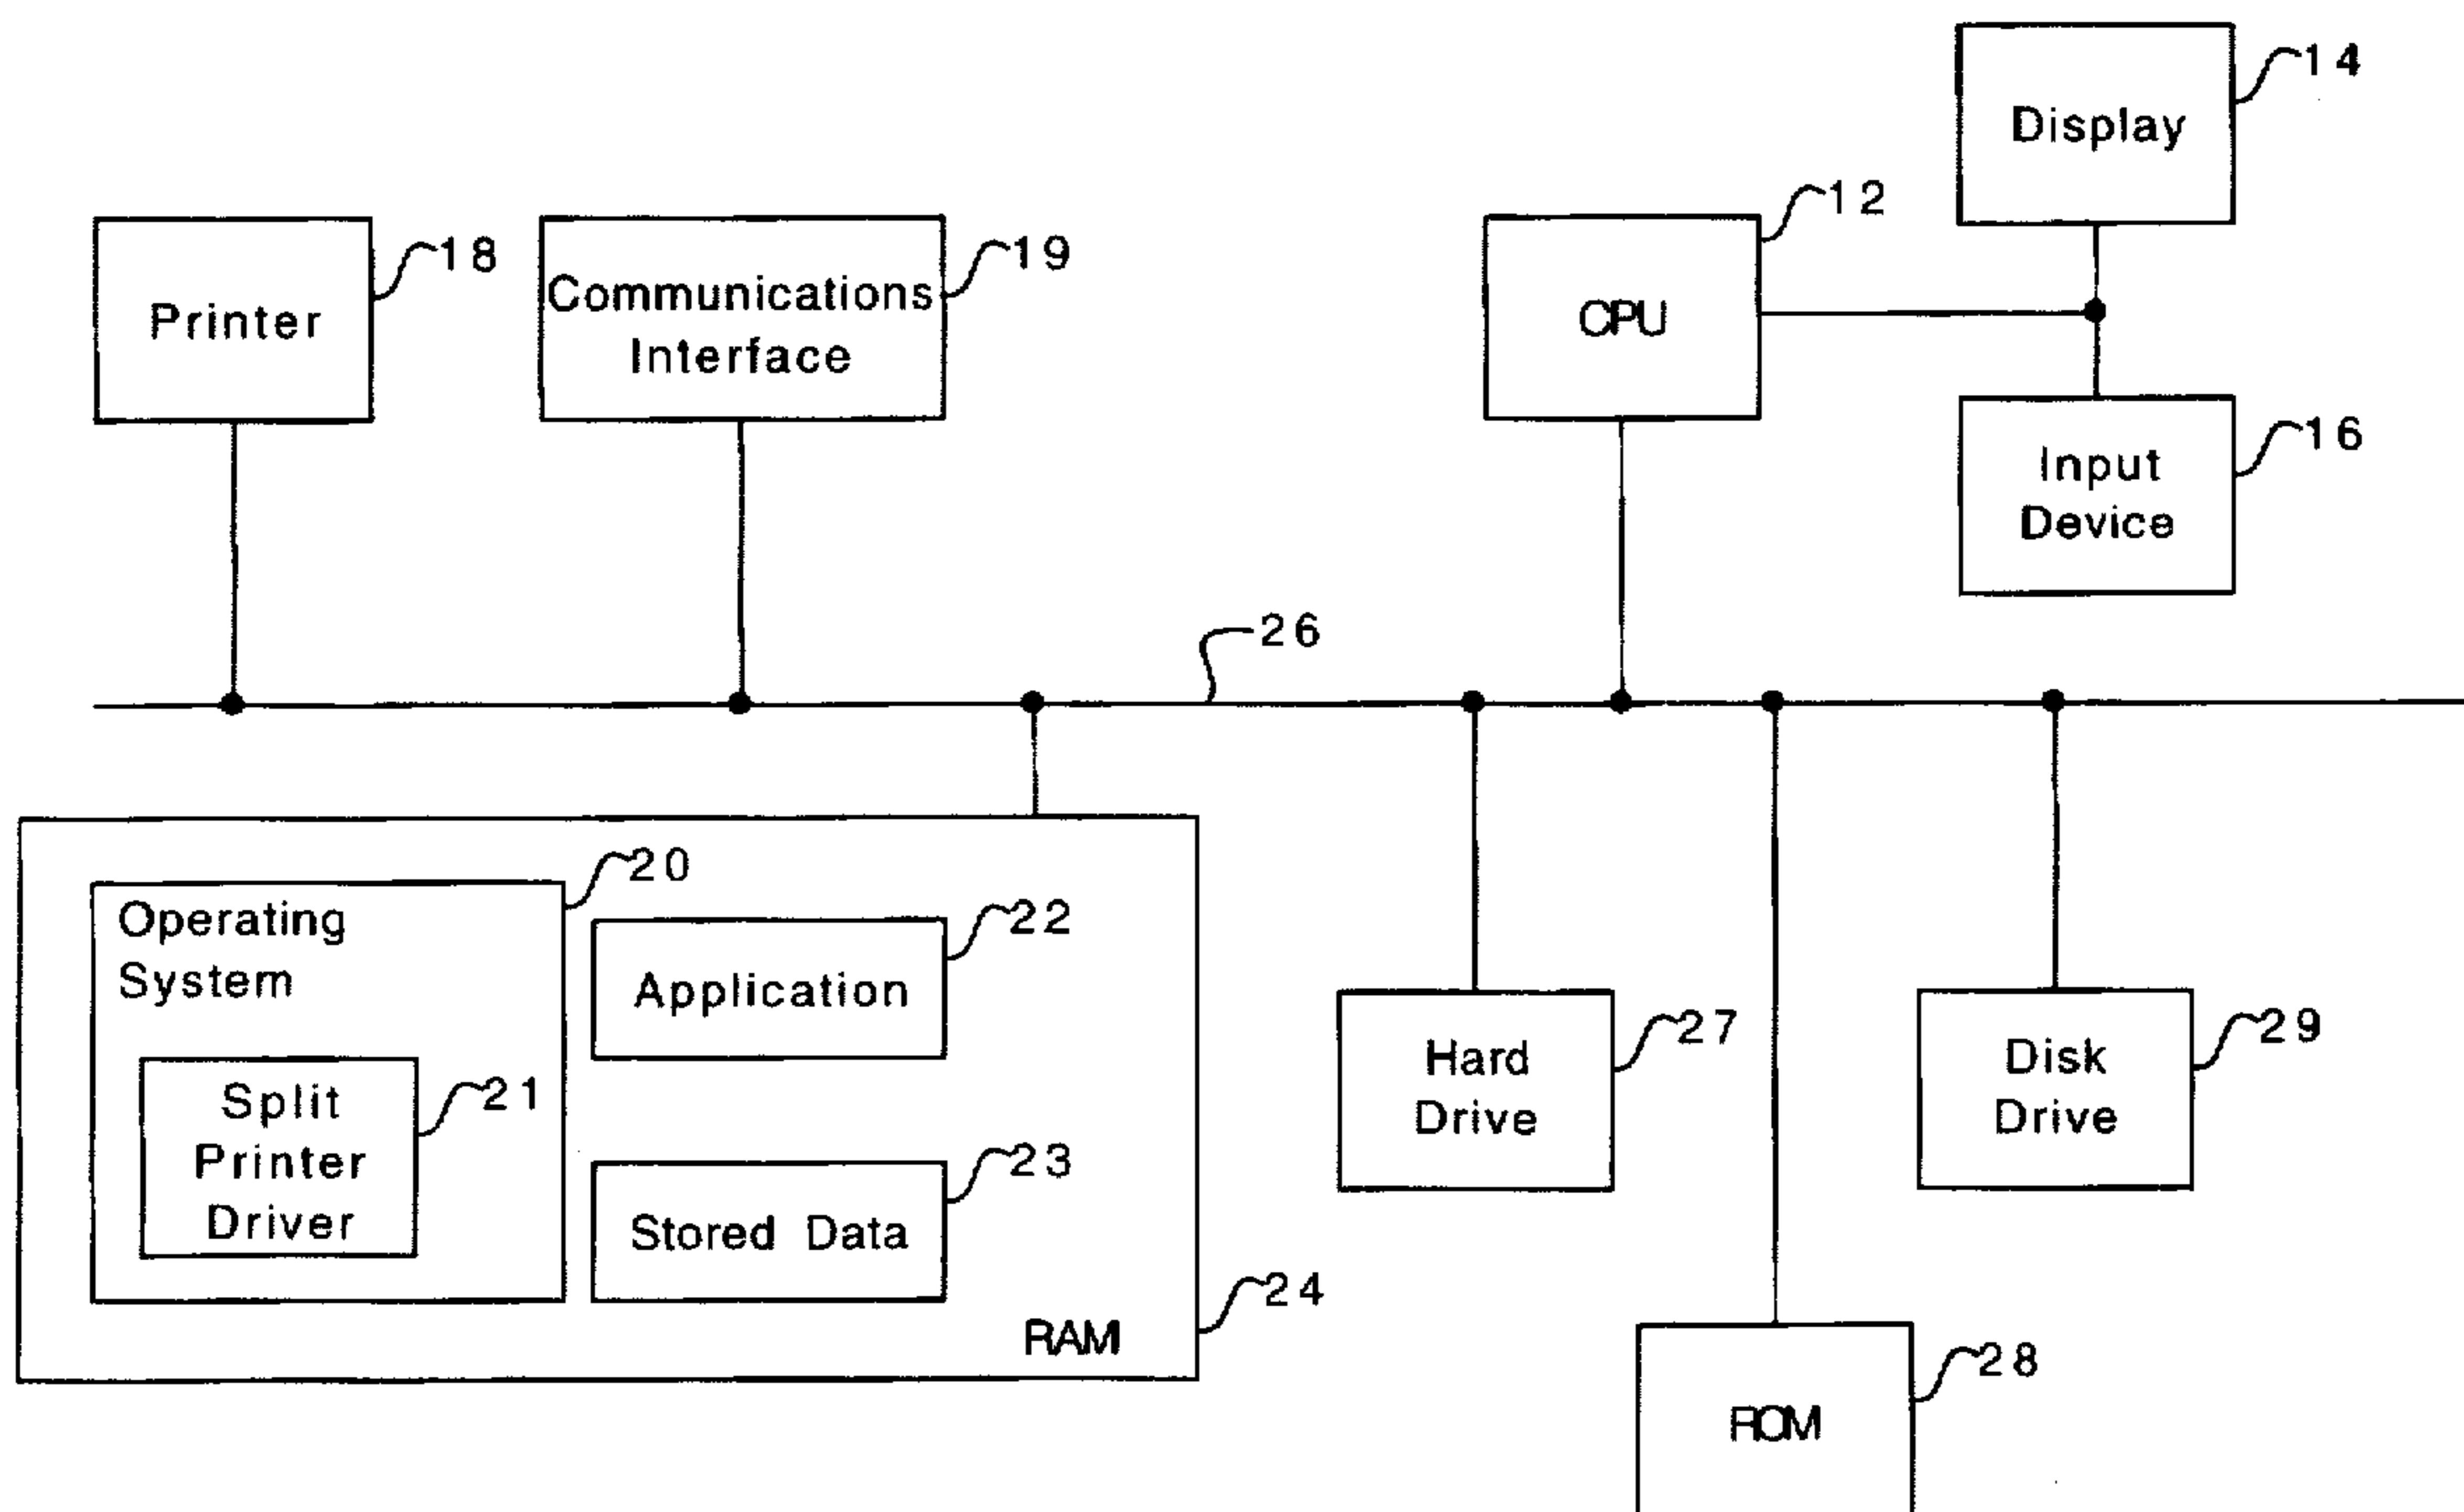 14
Display
12
18
19
Printer
Communications
Interface
CPU
16
Input
Device
26
20
Operating
System
22
Application
21
Split
Printer
Driver
23
Stored Data
24
RAM
27
Hard
Drive
29
Disk
Drive
28
ROM